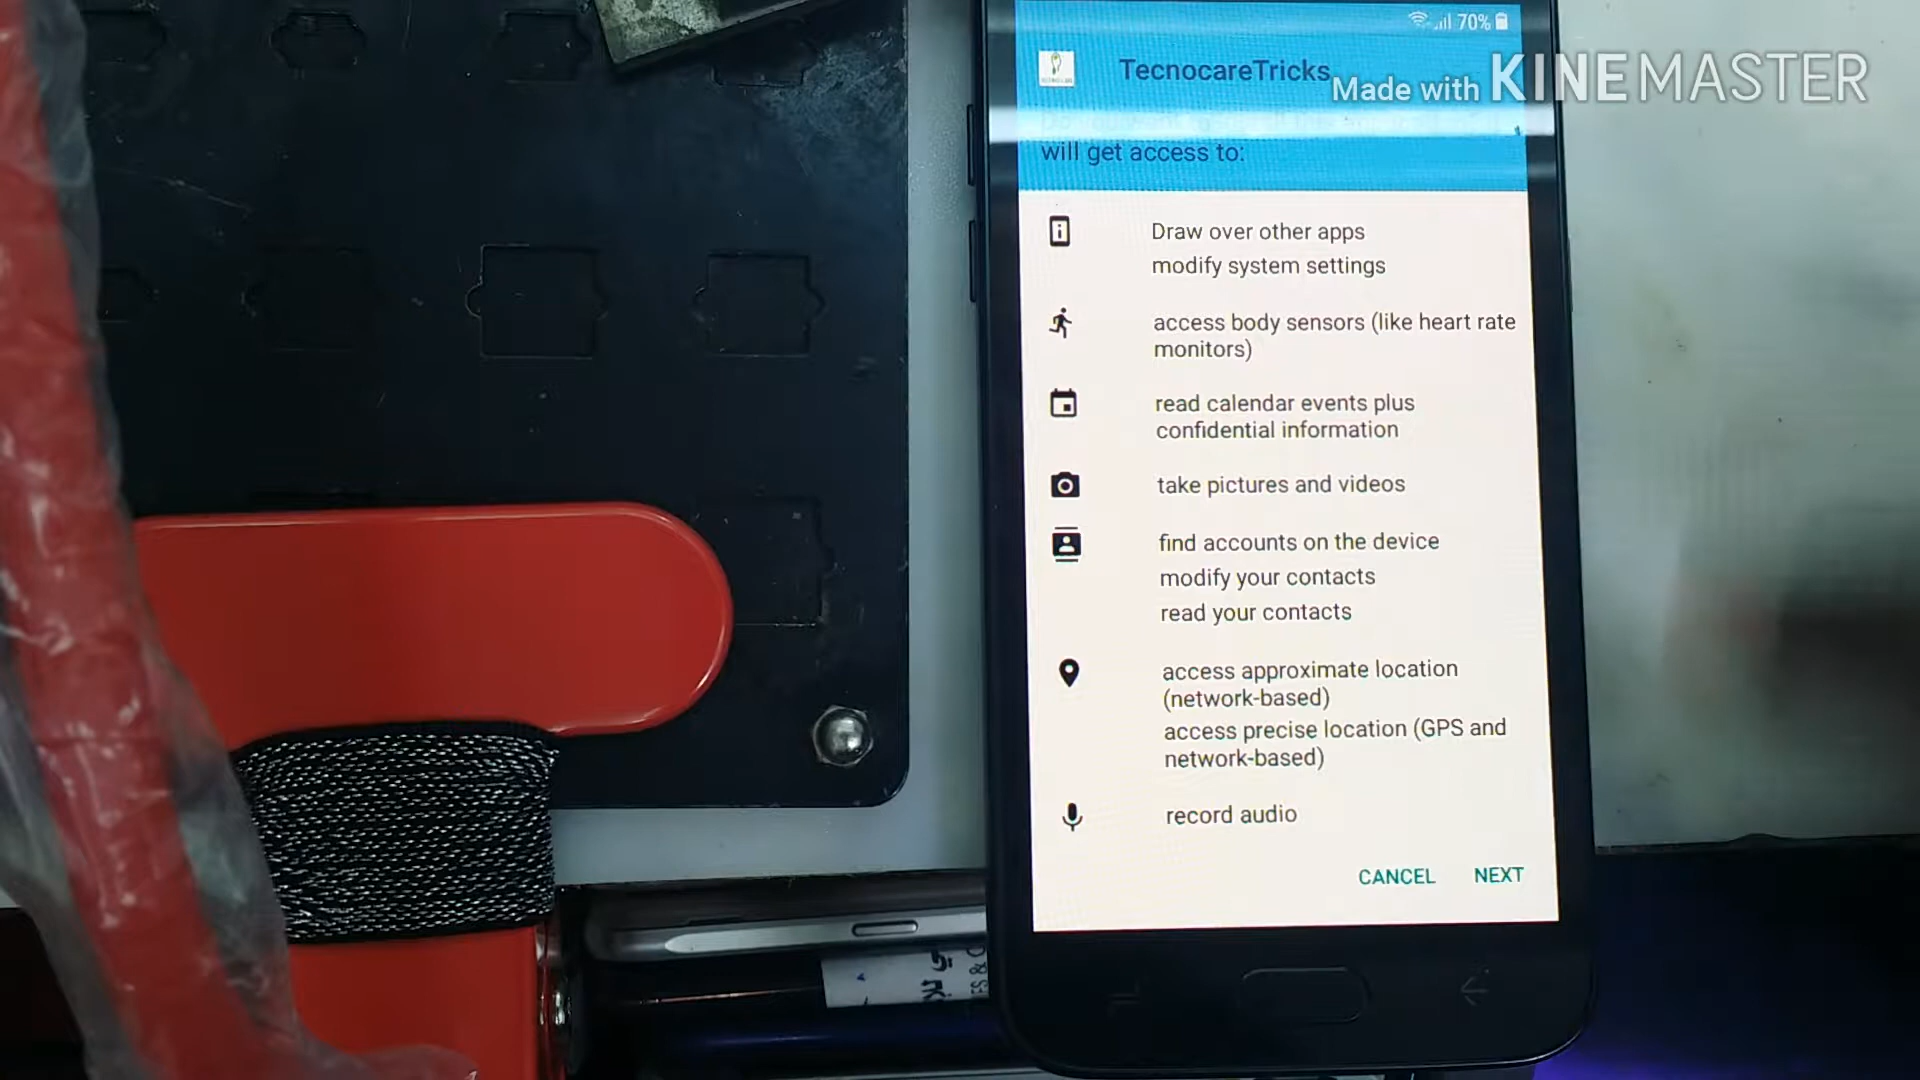 70%
TecnocareTricks
Made with KINEMASTER
will get access to:
Draw over other apps
modify system settings
access body sensors (like heart rate
monitors)
read calendar events plus
confidential information
take pictures and videos
find accounts on the device
modify your contacts
read your contacts
access approximate location
(network-based)
access precise location (GPS and
network-based)
record audio
CANCEL
NEXT